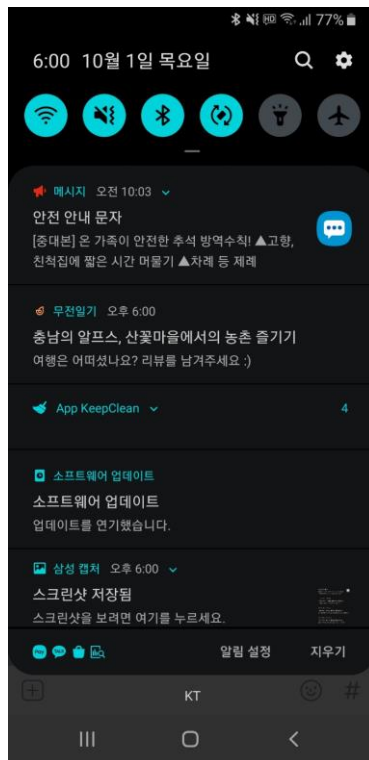 77%
6:00 10월 1일 목요일
메시지 오전 10:03
안전 안내 문자
[중대본] 온 가족이 안전한 추석 방역수칙! ▲고향,
친척집에 짧은 시간 머물기 ▲차례 등 제례
무전일기 오후 6:00
충남의 알프스, 산꽃마을에서의 농촌 즐기기
여행은 어떠셨나요? 리뷰를 남겨주세요 :)
App KeepClean 4
소프트웨어 업데이트
소프트웨어 업데이트
업데이트를 연기했습니다.
삼성 캡처 오후 6:00
스크린샷 저장됨
스크린샷을 보려면 여기를 누르세요.
알림 설정 지우기
KT #